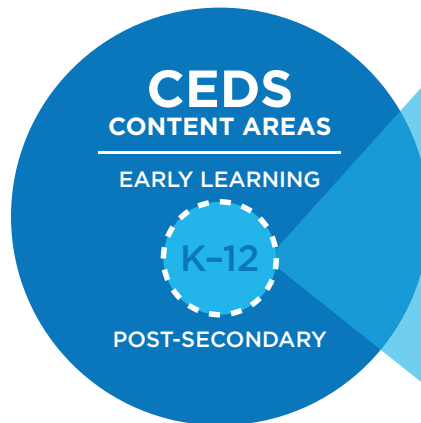 CEDS
CONTENT AREAS
EARLY LEARNING
K–12
POST-SECONDARY